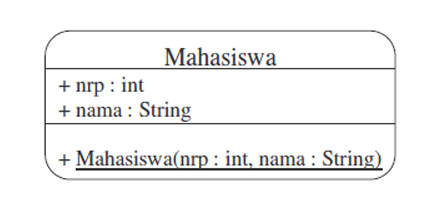 Mahasiswa
+ nrp : int
+ nama : String
+ Mahasiswa(nrp : int, nama : String)